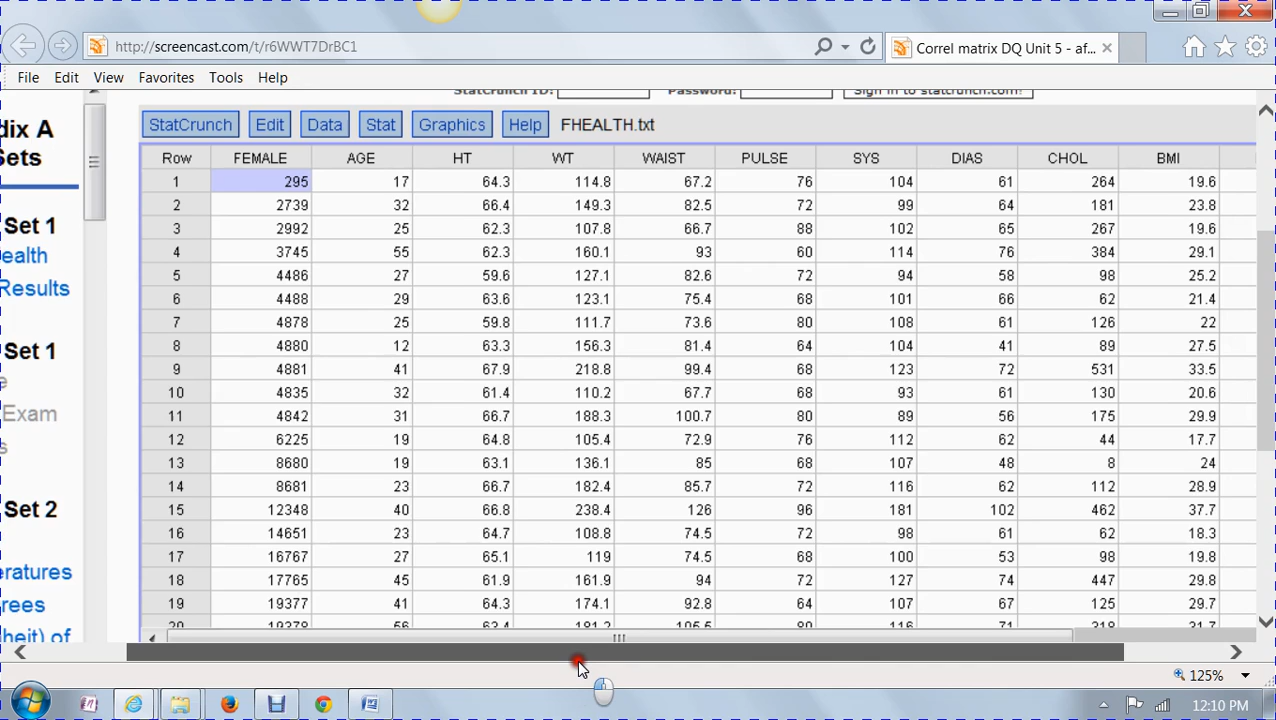 http://screencast.com/t/r6WWT7DrBC1
Correl matrix DQ Unit 5 - af...
File Edit View Favorites Tools Help
StatCrunch ID: Password: Sign in to statcrunch.com!
StatCrunch Edit Data Stat Graphics Help FHEALTH.txt
dix A
Sets
Set 1
ealth
Results
Set 1
e
Exam
s
Set 2
eratures
rees
heit) of
Row FEMALE AGE HT WT WAIST PULSE SYS DIAS CHOL BMI
1 295 17 64.3 114.8 67.2 76 104 61 264 19.6
2 2739 32 66.4 149.3 82.5 72 99 64 181 23.8
3 2992 25 62.3 107.8 66.7 88 102 65 267 19.6
4 3745 55 62.3 160.1 93 60 114 76 384 29.1
5 4486 27 59.6 127.1 82.6 72 94 58 98 25.2
6 4488 29 63.6 123.1 75.4 68 101 66 62 21.4
7 4878 25 59.8 111.7 73.6 80 108 61 126 22
8 4880 12 63.3 156.3 81.4 64 104 41 89 27.5
9 4881 41 67.9 218.8 99.4 68 123 72 531 33.5
10 4835 32 61.4 110.2 67.7 68 93 61 130 20.6
11 4842 31 66.7 188.3 100.7 80 89 56 175 29.9
12 6225 19 64.8 105.4 72.9 76 112 62 44 17.7
13 8680 19 63.1 136.1 85 68 107 48 8 24
14 8681 23 66.7 182.4 85.7 72 116 62 112 28.9
15 12348 40 66.8 238.4 126 96 181 102 462 37.7
16 14651 23 64.7 108.8 74.5 72 98 61 62 18.3
17 16767 27 65.1 119 74.5 68 100 53 98 19.8
18 17765 45 61.9 161.9 94 72 127 74 447 29.8
19 19377 41 64.3 174.1 92.8 64 107 67 125 29.7
20 19378 56 63.4 181.2 105.5 80 116 71 318 31.7
125%
12:10 PM